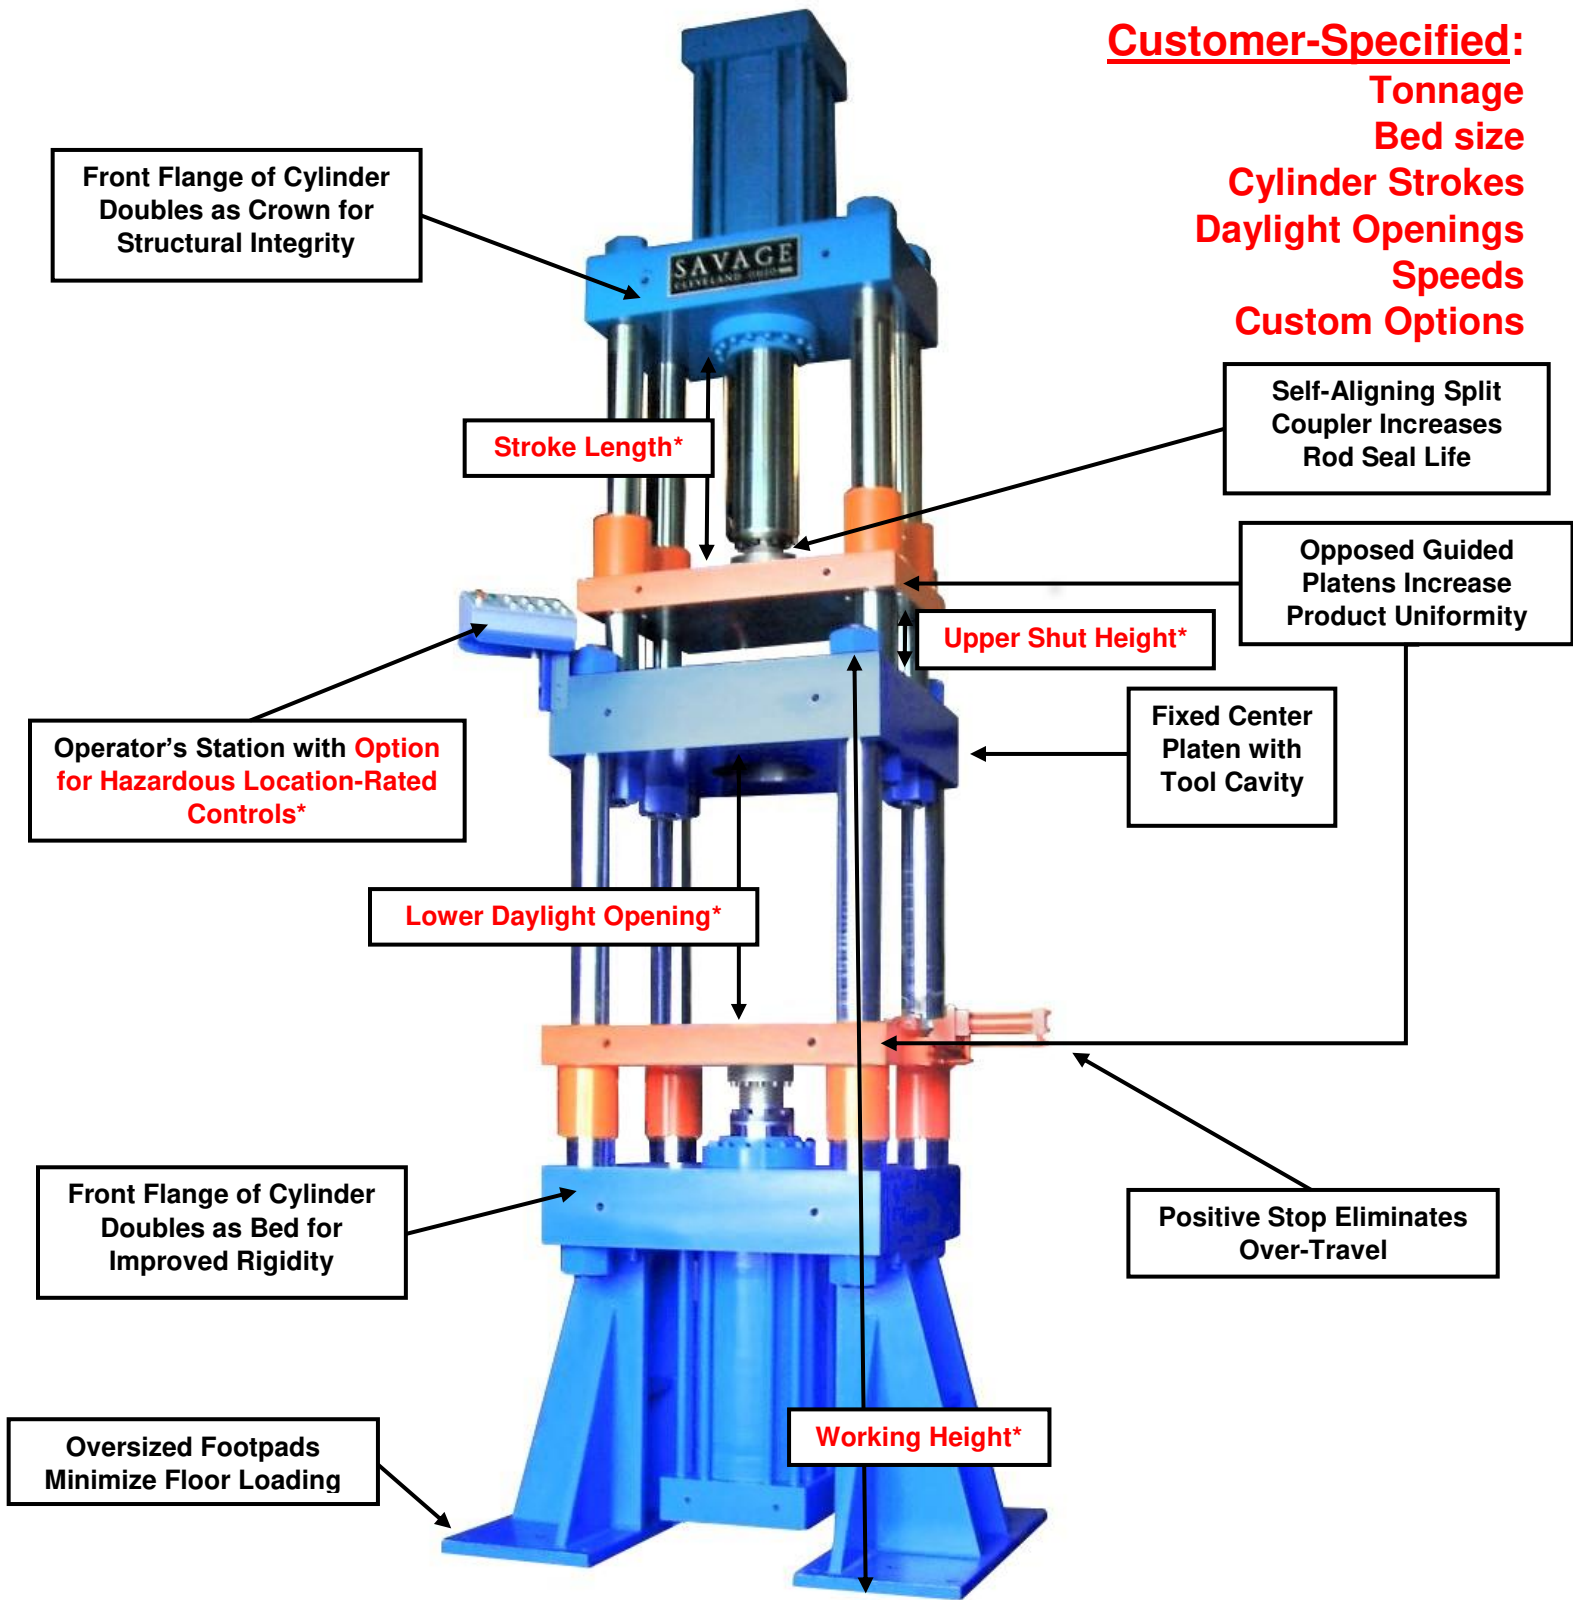 Customer-Specified:
Tonnage
Bed size
Cylinder Strokes
Daylight Openings
Speeds
Custom Options
Front Flange of Cylinder
Doubles as Crown for
Structural Integrity
SAVAGE
CLEVELAND OHIO
Self-Aligning Split
Coupler Increases
Rod Seal Life
Stroke Length*
Opposed Guided
Platens Increase
Product Uniformity
Upper Shut Height*
Fixed Center
Platen with
Tool Cavity
Operator's Station with Option
for Hazardous Location-Rated
Controls*
Lower Daylight Opening*
Front Flange of Cylinder
Doubles as Bed for
Improved Rigidity
Positive Stop Eliminates
Over-Travel
Working Height*
Oversized Footpads
Minimize Floor Loading